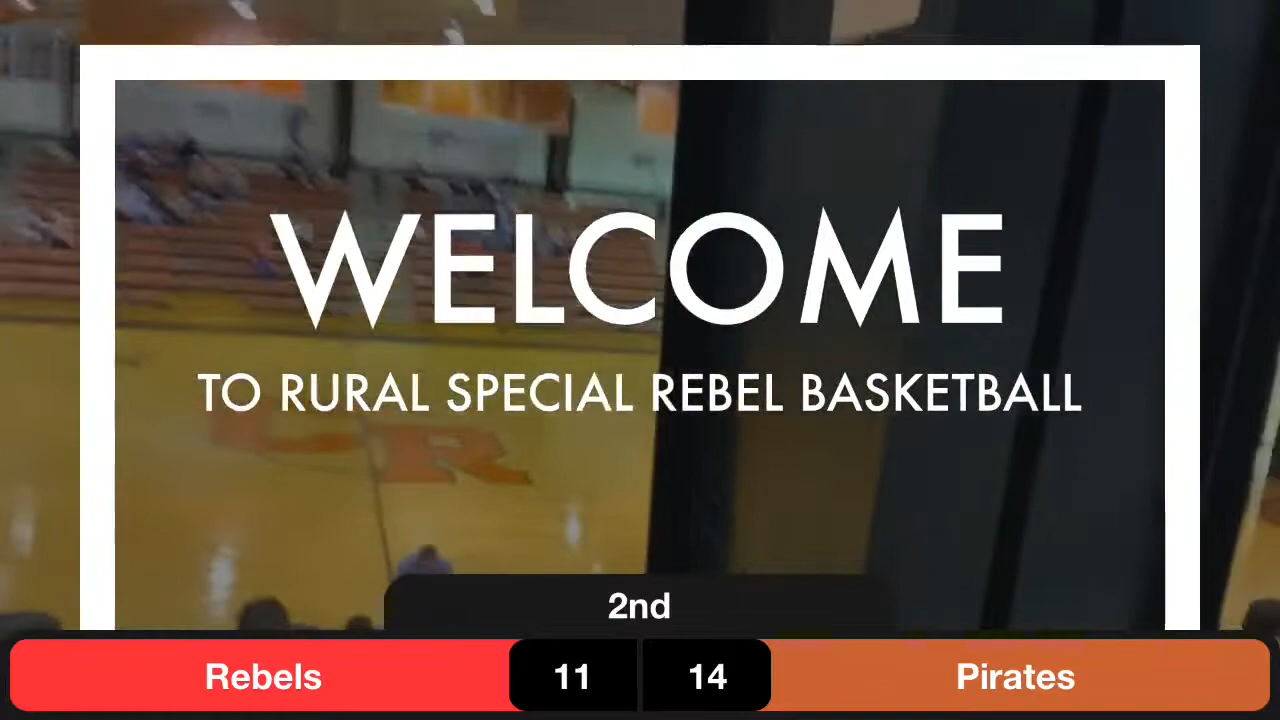 WELCOME
TO RURAL SPECIAL REBEL BASKETBALL
R
2nd
Rebels 11 14 Pirates